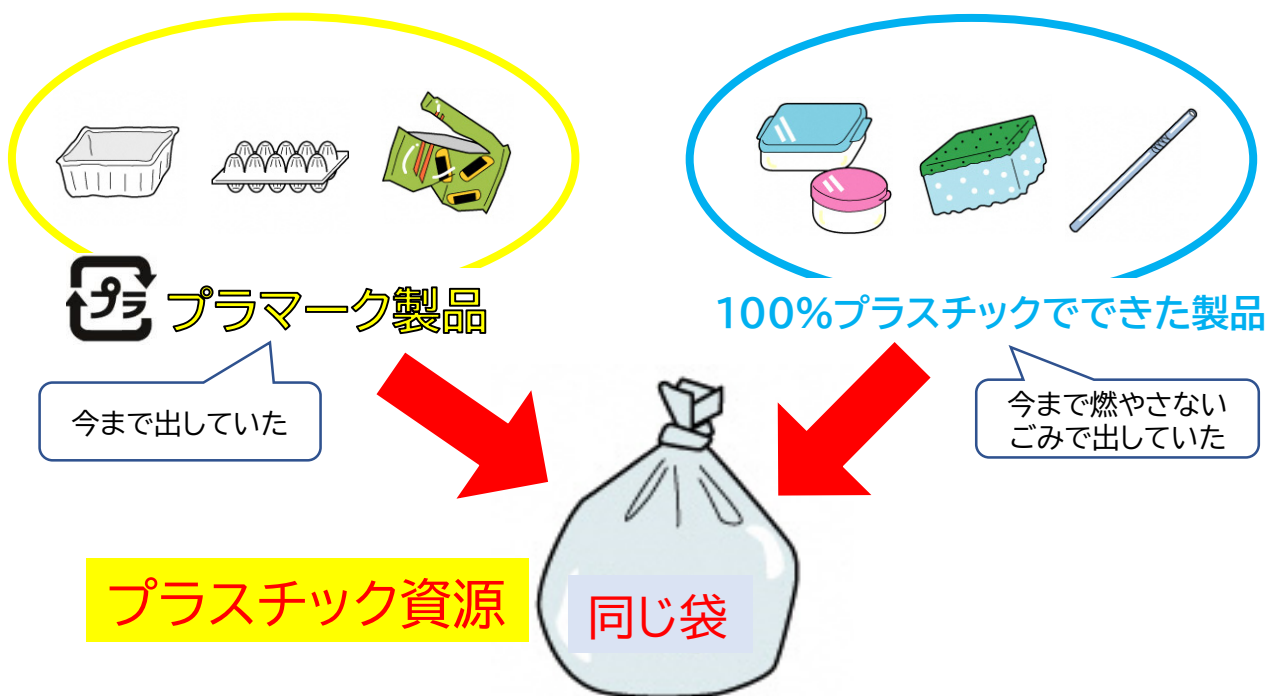 プラ
プラマーク製品
100%プラスチックでできた製品
今まで出していた
今まで燃やさない
ごみで出していた
プラスチック資源
同じ袋